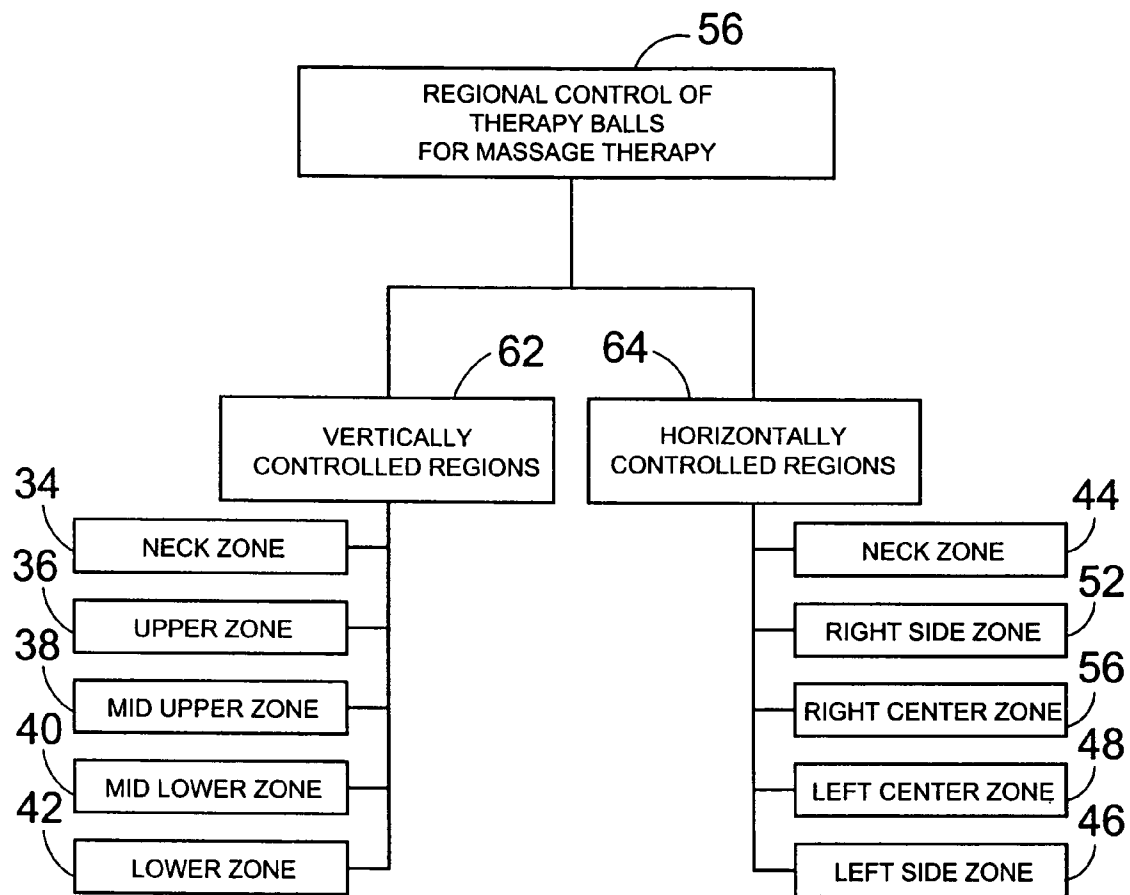 56
REGIONAL CONTROL OF
THERAPY BALLS
FOR MASSAGE THERAPY
62
VERTICALLY
CONTROLLED REGIONS
34
NECK ZONE
36
UPPER ZONE
38
MID UPPER ZONE
40
MID LOWER ZONE
42
LOWER ZONE
64
HORIZONTALLY
CONTROLLED REGIONS
44
NECK ZONE
52
RIGHT SIDE ZONE
56
RIGHT CENTER ZONE
48
LEFT CENTER ZONE
46
LEFT SIDE ZONE